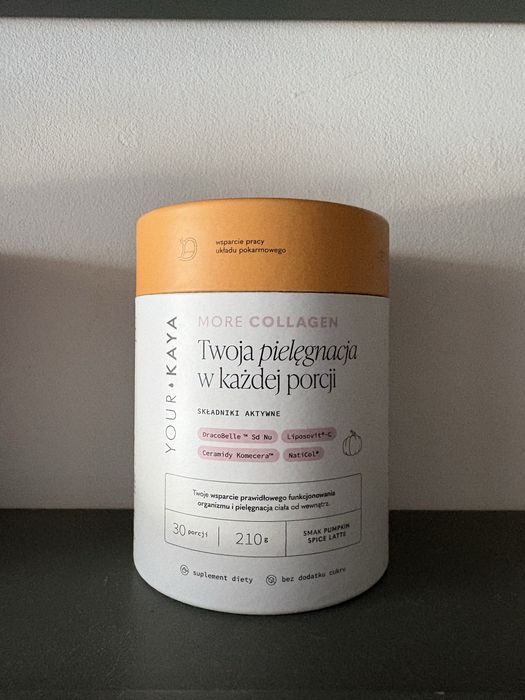 wsparcie pracy
układu pokarmowego
YOUR KAYA
MORE COLLAGEN
Twoja pielęgnacja
w każdej porcji
SKŁADNIKI AKTYWNE
DracoBelle™ Sd Nu
Liposovit®-C
Ceramidy Komecera™
NatiCol®
Twoje wsparcie prawidłowego funkcjonowania
organizmu i pielęgnacja ciała od wewnątrz.
30 porcji
210 g
SMAK PUMPKIN
SPICE LATTE
suplement diety
bez dodatku cukru